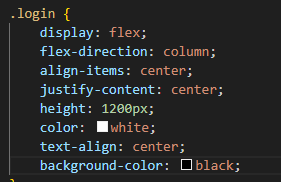 .login {
display: flex;
flex-direction: column;
align-items: center;
justify-content: center;
height: 1200px;
color: white;
text-align: center;
background-color: black;
}